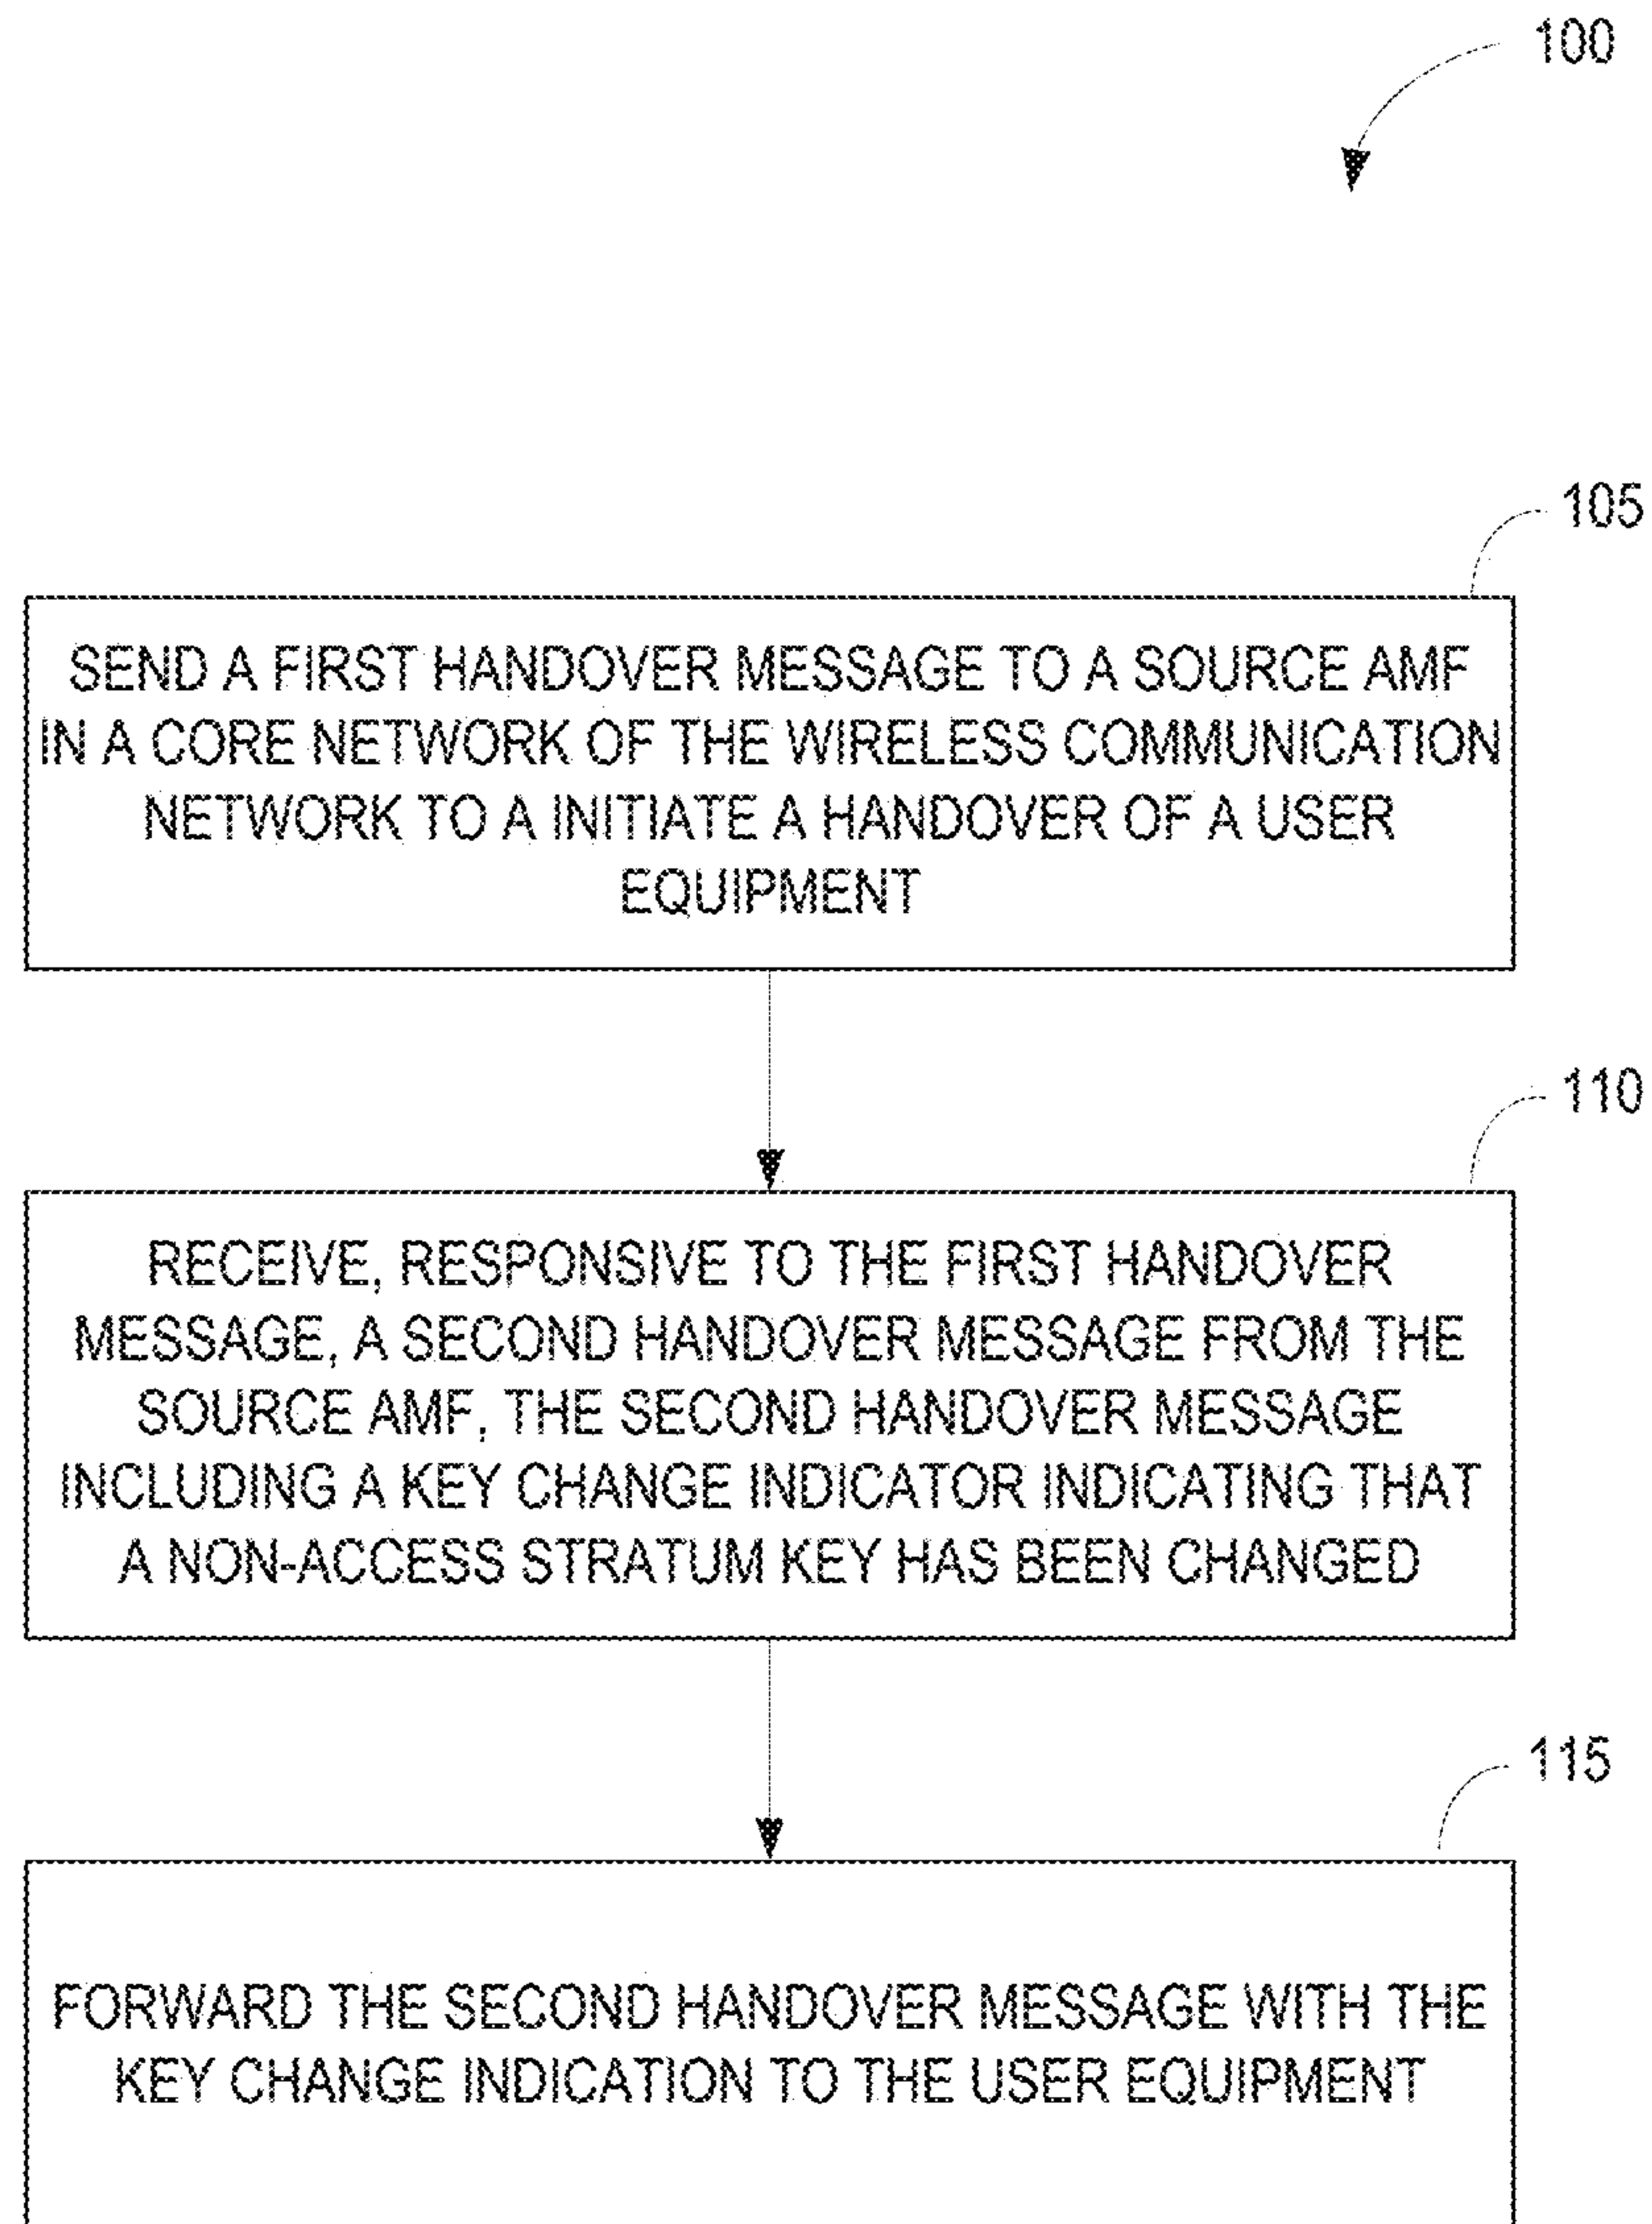 100
105
SEND A FIRST HANDOVER MESSAGE TO A SOURCE AMF
IN A CORE NETWORK OF THE WIRELESS COMMUNICATION
NETWORK TO A INITIATE A HANDOVER OF A USER
EQUIPMENT
110
RECEIVE, RESPONSIVE TO THE FIRST HANDOVER
MESSAGE, A SECOND HANDOVER MESSAGE FROM THE
SOURCE AMF, THE SECOND HANDOVER MESSAGE
INCLUDING A KEY CHANGE INDICATOR INDICATING THAT
A NON-ACCESS STRATUM KEY HAS BEEN CHANGED
115
FORWARD THE SECOND HANDOVER MESSAGE WITH THE
KEY CHANGE INDICATION TO THE USER EQUIPMENT